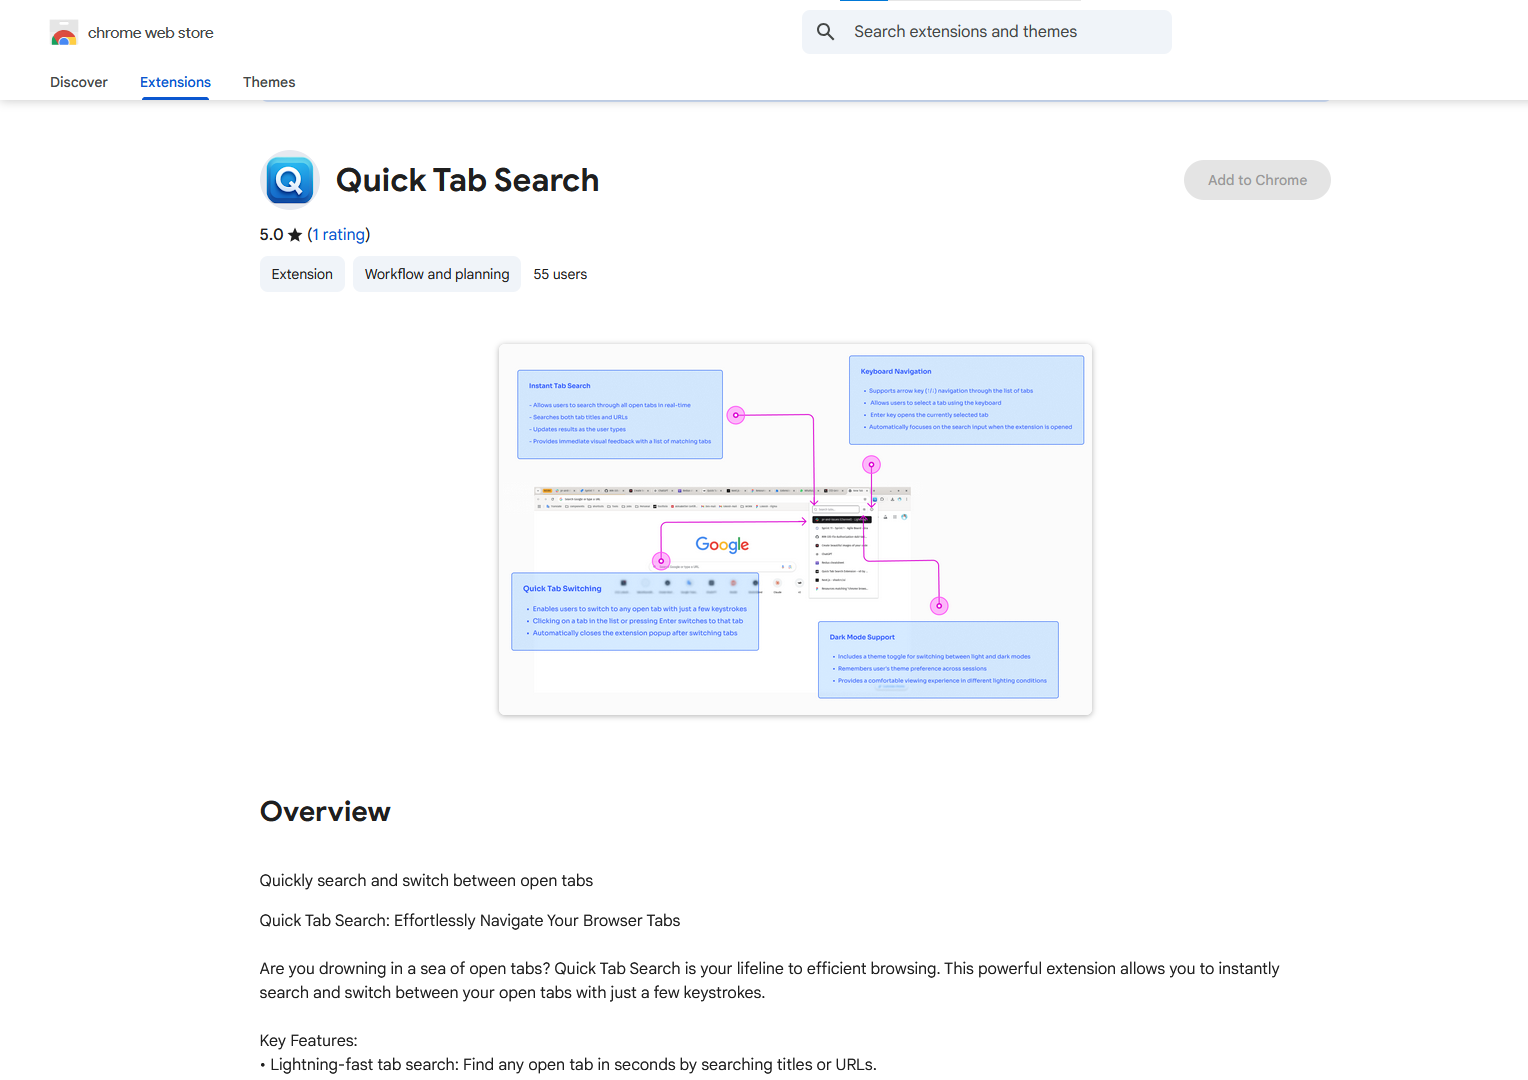 chrome web store
Search extensions and themes
Discover
Extensions
Themes
Quick Tab Search
Add to Chrome
5.0 ★ (1 rating)
Extension
Workflow and planning
55 users
Instant Tab Search
- Allows users to search through all open tabs in real-time
- Searches both tab titles and URLs
- Updates results as the user types
- Provides immediate visual feedback with a list of matching tabs
Keyboard Navigation
• Supports arrow key (↑/↓) navigation through the list of tabs
• Allows users to select a tab using the keyboard
• Enter key opens the currently selected tab
• Automatically focuses on the search input when the extension is opened
Google
Quick Tab Switching
• Enables users to switch to any open tab with just a few keystrokes
• Clicking on a tab in the list or pressing Enter switches to that tab
• Automatically closes the extension popup after switching tabs
Dark Mode Support
• Includes a theme toggle for switching between light and dark modes
• Remembers user's theme preference across sessions
• Provides a comfortable viewing experience in different lighting conditions
Overview
Quickly search and switch between open tabs
Quick Tab Search: Effortlessly Navigate Your Browser Tabs
Are you drowning in a sea of open tabs? Quick Tab Search is your lifeline to efficient browsing. This powerful extension allows you to instantly
search and switch between your open tabs with just a few keystrokes.
Key Features:
• Lightning-fast tab search: Find any open tab in seconds by searching titles or URLs.